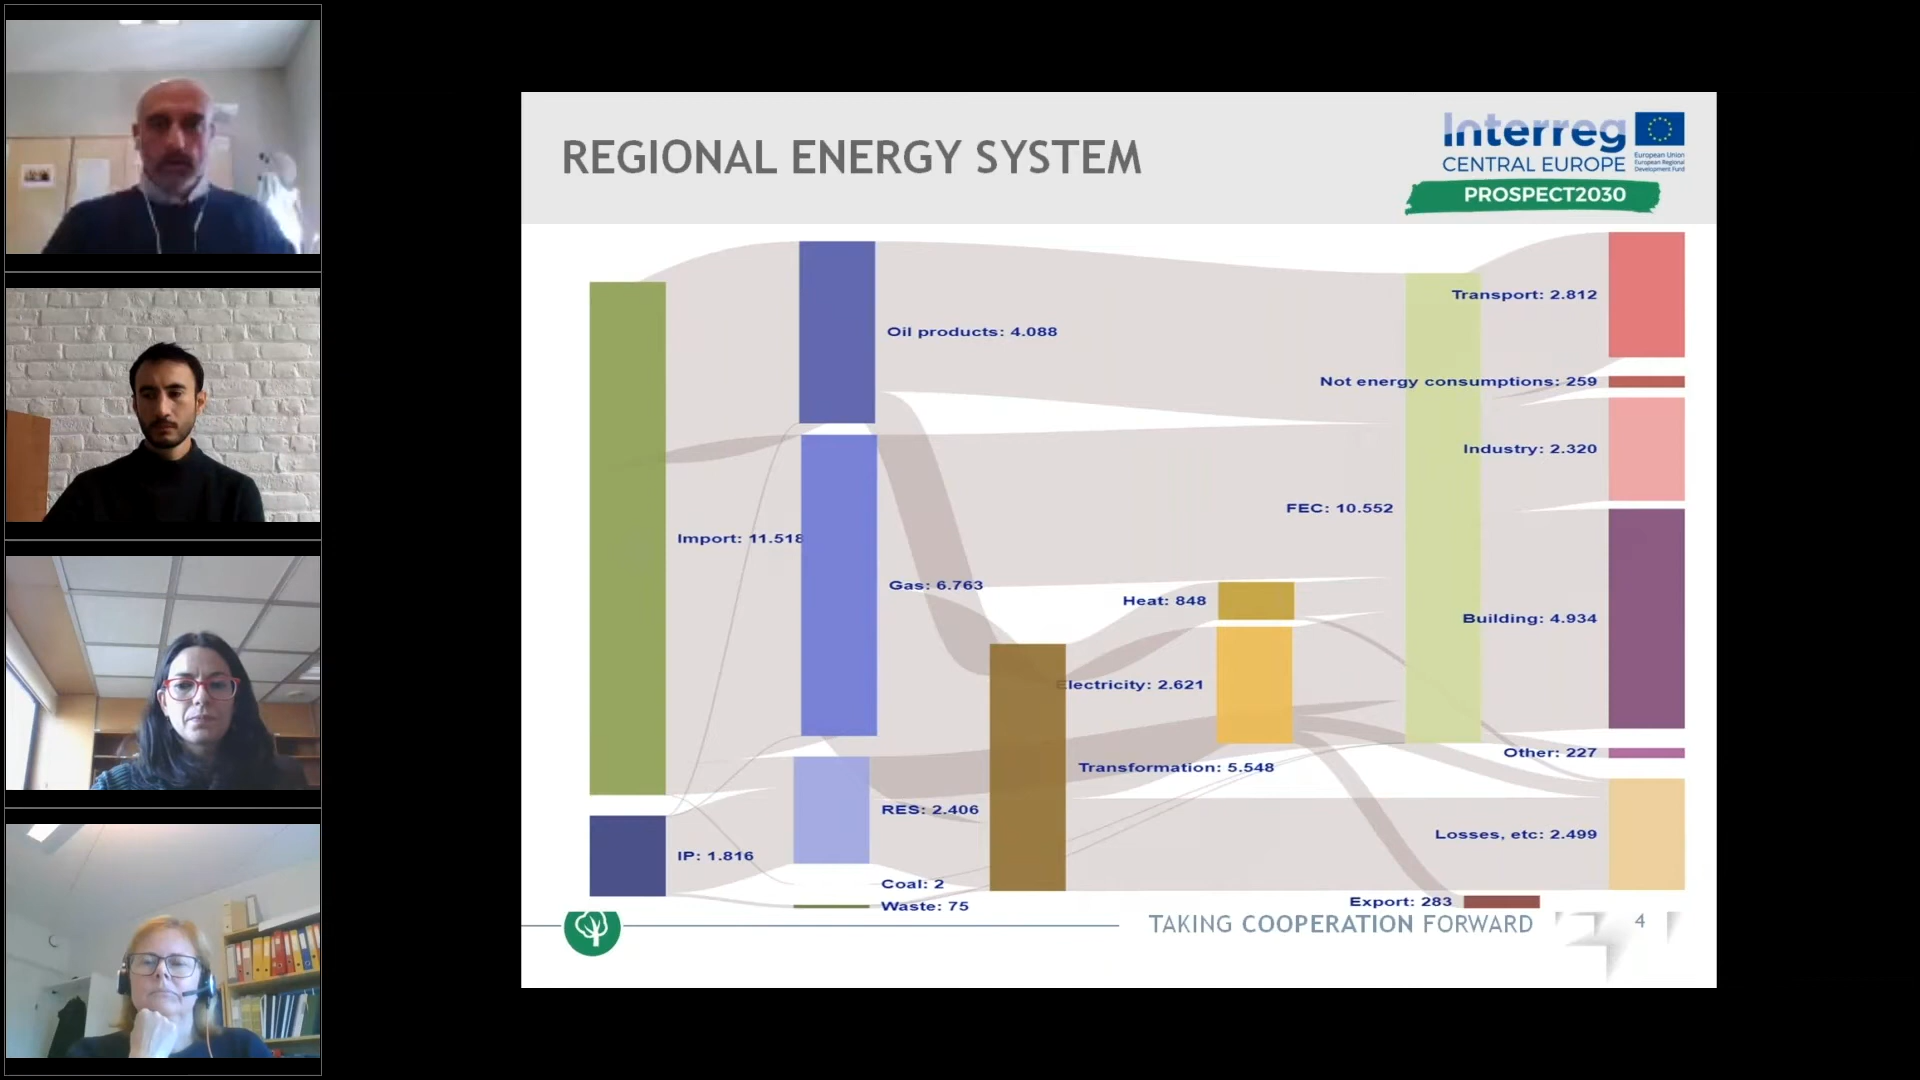 REGIONAL ENERGY SYSTEM
Interreg
CENTRAL EUROPE
European Union
European Regional
Development Fund
PROSPECT2030
Transport: 2.812
Oil products: 4.088
Not energy consumptions: 259
Industry: 2.320
FEC: 10.552
Import: 11.518
Gas: 6.763
Heat: 848
Building: 4.934
Electricity: 2.621
Other: 227
Transformation: 5.548
RES: 2.406
Losses, etc: 2.499
IP: 1.816
Coal: 2
Export: 283
Waste: 75
TAKING COOPERATION FORWARD
4